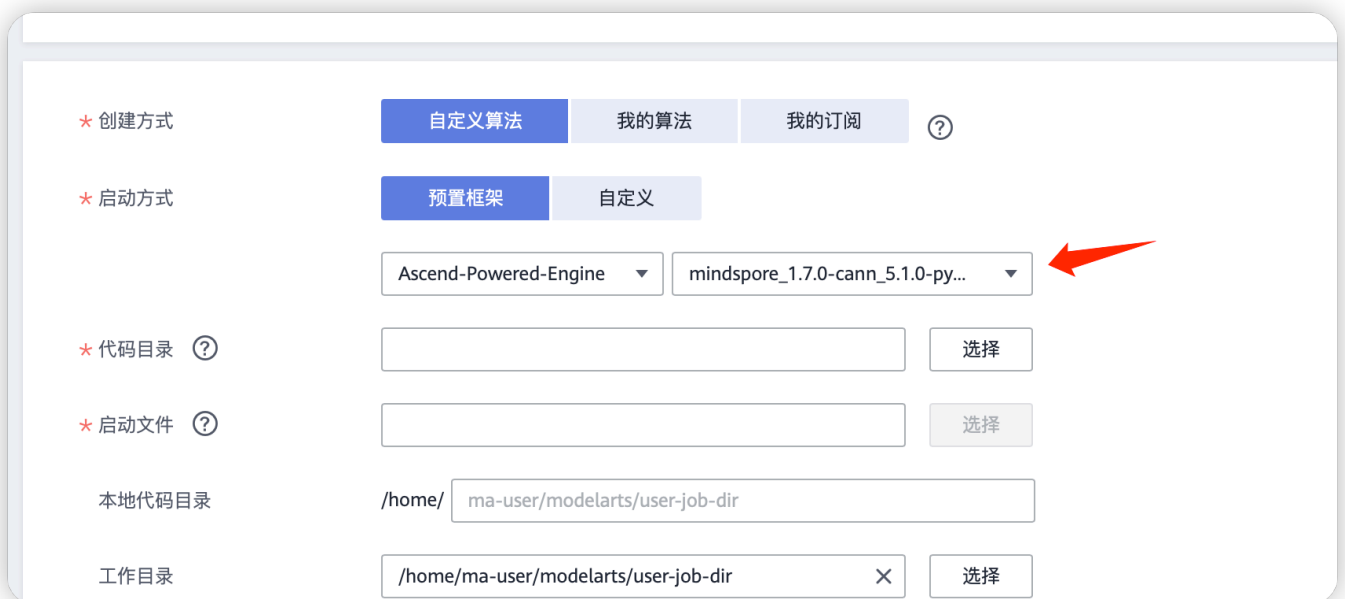 * 创建方式 自定义算法 我的算法 我的订阅 ?
* 启动方式 预置框架 自定义
Ascend-Powered-Engine mindspore_1.7.0-cann_5.1.0-py...
* 代码目录 ? 选择
* 启动文件 ? 选择
本地代码目录 /home/ ma-user/modelarts/user-job-dir
工作目录 /home/ma-user/modelarts/user-job-dir 选择